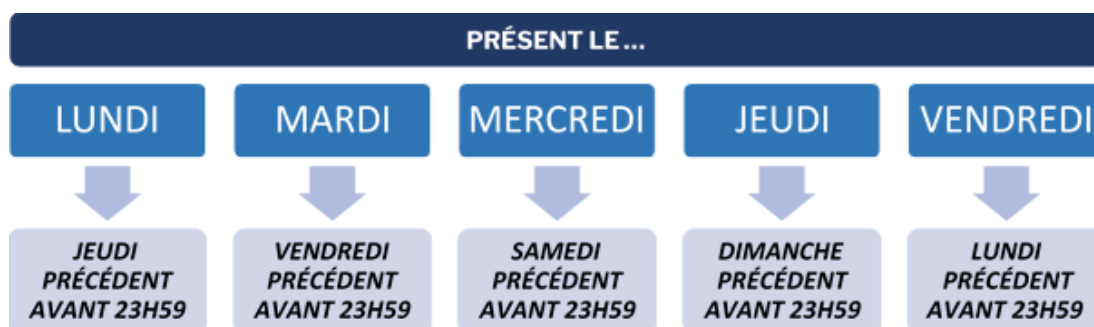 PRÉSENT LE...
LUNDI
MARDI
MERCREDI
JEUDI
VENDREDI
JEUDI
PRÉCÉDENT
AVANT 23H59
VENDREDI
PRÉCÉDENT
AVANT 23H59
SAMEDI
PRÉCÉDENT
AVANT 23H59
DIMANCHE
PRÉCÉDENT
AVANT 23H59
LUNDI
PRÉCÉDENT
AVANT 23H59